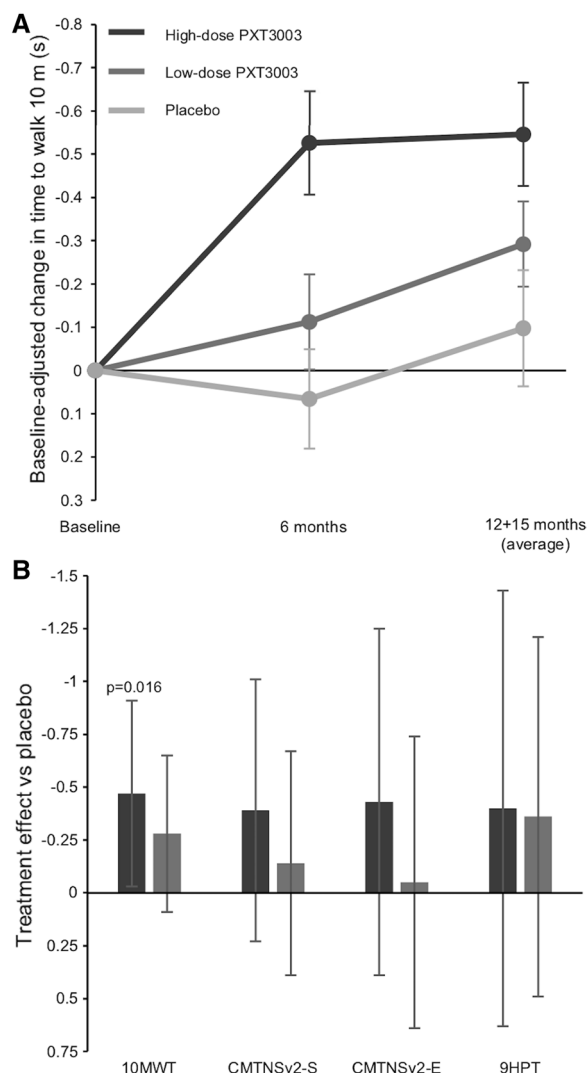 A
Baseline-adjusted change in time to walk 10 m (s)
-0.8
-0.7
-0.6
-0.5
-0.4
-0.3
-0.2
-0.1
0
0.1
0.2
0.3
High-dose PXT3003
Low-dose PXT3003
Placebo
Baseline
6 months
12+15 months
(average)
B
Treatment effect vs placebo
-1.5
-1.25
-1
-0.75
-0.5
-0.25
0
0.25
0.5
0.75
p=0.016
10MWT
CMTNSv2-S
CMTNSv2-E
9HPT